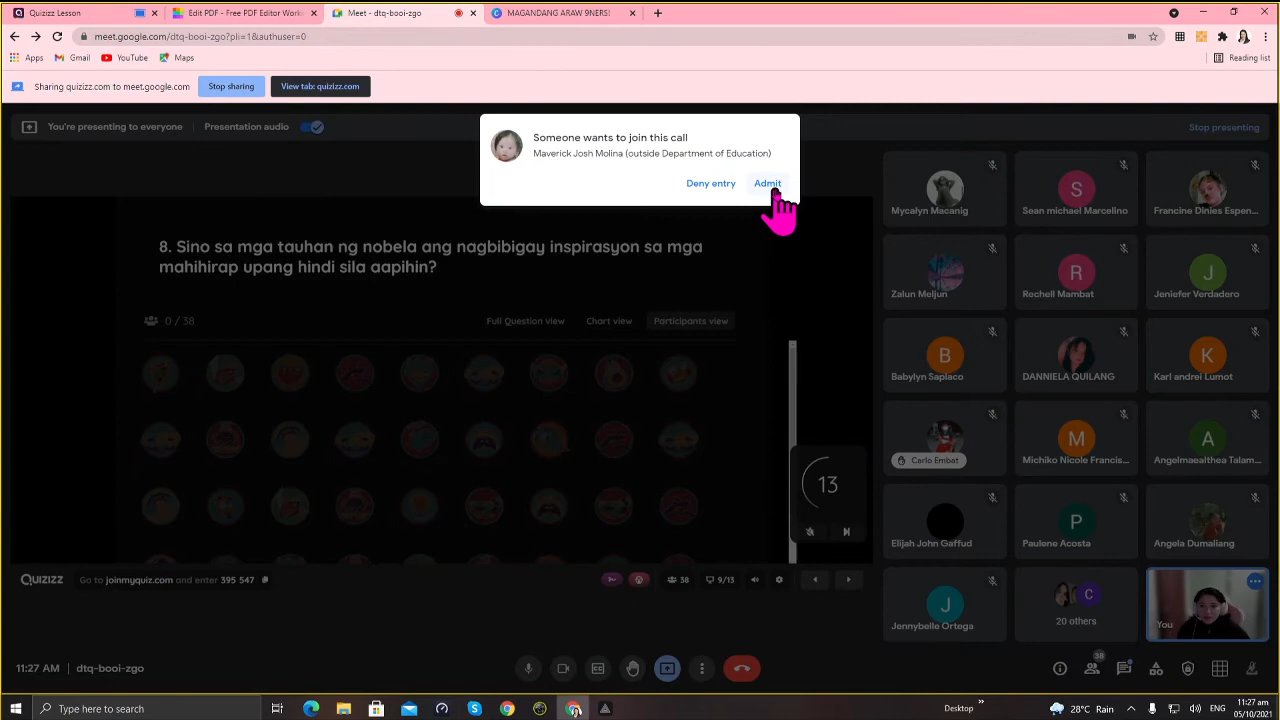 Quizizz Lesson
Edit PDF - Free PDF Editor Work
Meet - dtq-booi-zgo
MAGANDANG ARAW 9NERS!
meet.google.com/dtq-booi-zgo?pli=1&authuser=0
Apps
Gmail
YouTube
Maps
Reading list
Sharing quizizz.com to meet.google.com
Stop sharing
View tab: quizizz.com
You're presenting to everyone
Presentation audio
Stop presenting
Someone wants to join this call
Maverick Josh Molina (outside Department of Education)
Deny entry
Admit
8. Sino sa mga tauhan ng nobela ang nagbibigay inspirasyon sa mga
mahihirap upang hindi sila aapihin?
0 / 38
Full Question view
Chart view
Participants view
13
QUIZIZZ
Go to joinmyquiz.com and enter 395 547
38
9/13
Mycalyn Macanig
S
Sean michael Marcelino
Francine Dinies Espen...
Zalun Meljun
R
Rechell Mambat
J
Jeniefer Verdadero
B
Babylyn Saplaco
DANNIELA QUILANG
K
Karl andrei Lumot
Carlo Embat
M
Michiko Nicole Francis...
A
Angelmaealthea Talam...
Elijah John Gaffud
P
Paulene Acosta
Angela Dumaliang
J
Jennybelle Ortega
C
20 others
You
11:27 AM | dtq-booi-zgo
38
Type here to search
Desktop
28°C Rain
11:27 am
05/10/2021